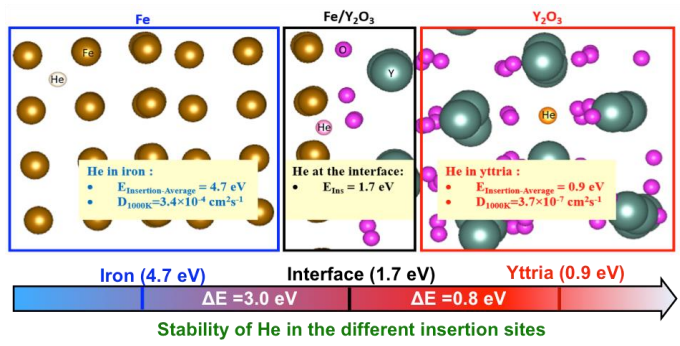 Fe
Fe/Y₂O₃
Y₂O₃
Fe
He
O
Y
He
He
He in iron :
• E_Insertion-Average = 4.7 eV
• D_1000K=3.4×10⁻⁴ cm²s⁻¹
He at the interface:
• E_Ins = 1.7 eV
He in yttria :
• E_Insertion-Average = 0.9 eV
• D_1000K=3.7×10⁻⁷ cm²s⁻¹
Iron (4.7 eV)
Interface (1.7 eV)
Yttria (0.9 eV)
ΔE =3.0 eV
ΔE =0.8 eV
Stability of He in the different insertion sites